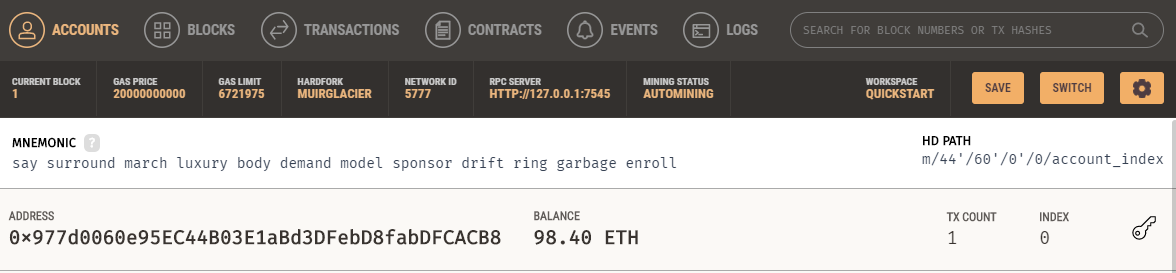 ACCOUNTS BLOCKS TRANSACTIONS CONTRACTS EVENTS LOGS SEARCH FOR BLOCK NUMBERS OR TX HASHES
CURRENT BLOCK GAS PRICE GAS LIMIT HARDFORK NETWORK ID RPC SERVER MINING STATUS WORKSPACE
1 20000000000 6721975 MUIRGLACIER 5777 HTTP://127.0.0.1:7545 AUTOMINING QUICKSTART SAVE SWITCH
MNEMONIC ? HD PATH
say surround march luxury body demand model sponsor drift ring garbage enroll m/44'/60'/0'/0/account_index
ADDRESS BALANCE TX COUNT INDEX
0×977d0060e95EC44B03E1aBd3DFebD8fabDFCACB8 98.40 ETH 1 0